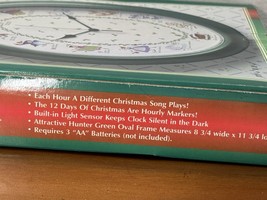 • Each Hour A Different Christmas Song Plays!
• The 12 Days Of Christmas Are Hourly Markers!
• Built-in Light Sensor Keeps Clock Silent in the Dark
• Attractive Hunter Green Oval Frame Measures 8 3/4 wide x 11 3/4 lo
• Requires 3 "AA" Batteries (not included).